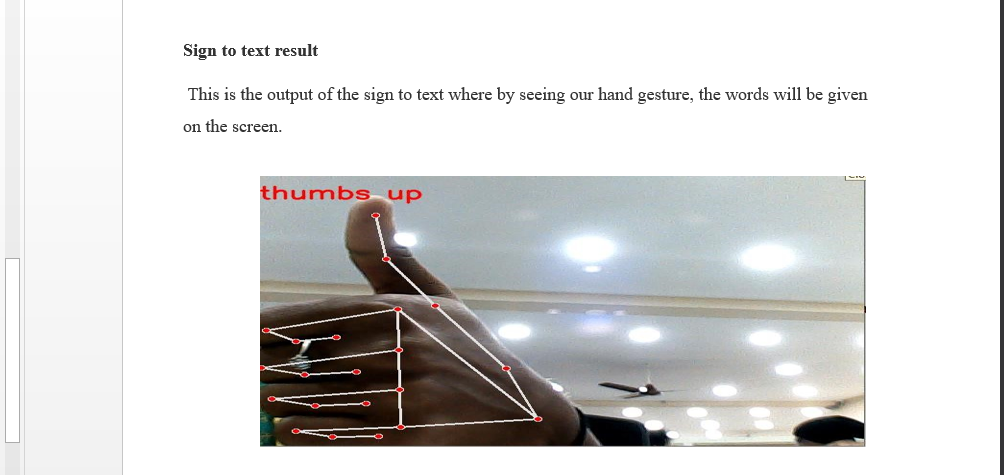 Sign to text result
This is the output of the sign to text where by seeing our hand gesture, the words will be given
on the screen.
thumbs up